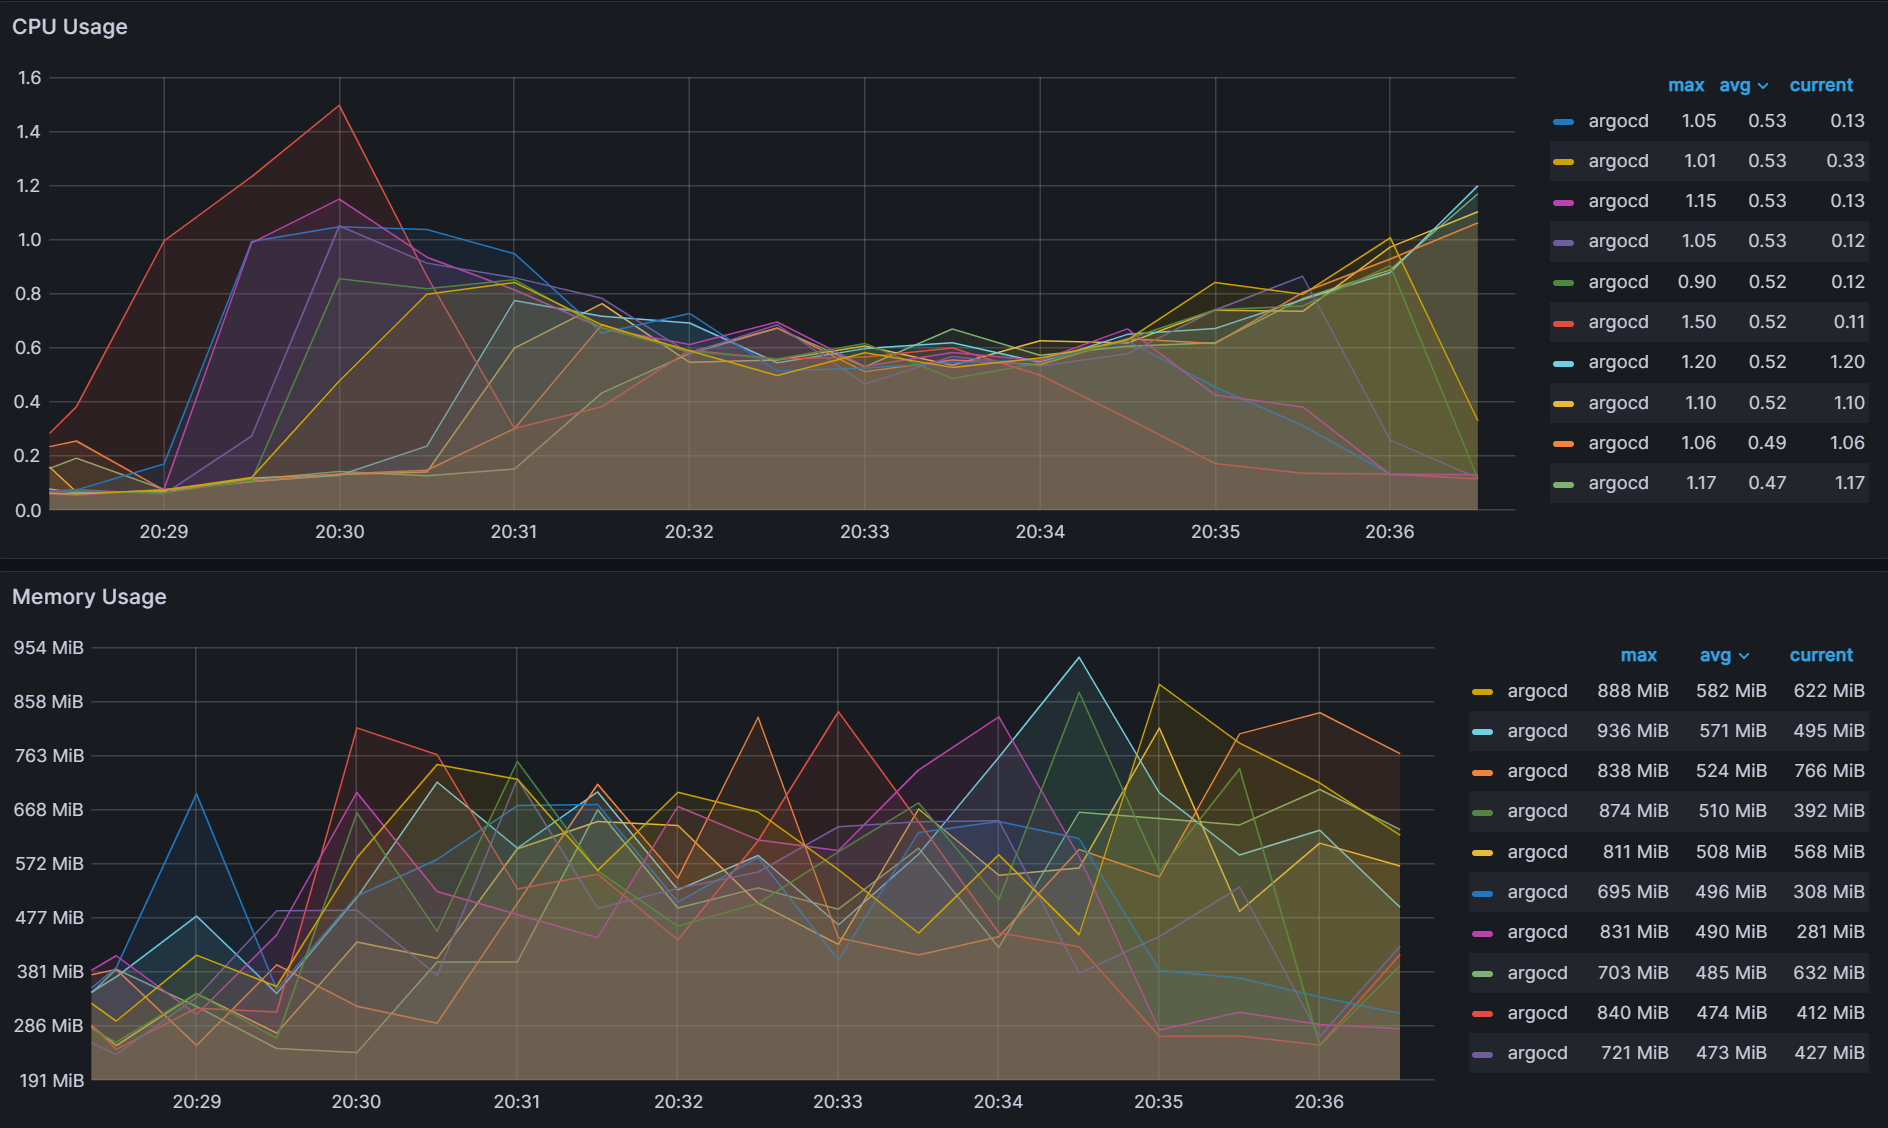 CPU Usage
1.6
1.4
1.2
1.0
0.8
0.6
0.4
0.2
0.0
20:29 20:30 20:31 20:32 20:33 20:34 20:35 20:36
max avg current
argocd 1.05 0.53 0.13
argocd 1.01 0.53 0.33
argocd 1.15 0.53 0.13
argocd 1.05 0.53 0.12
argocd 0.90 0.52 0.12
argocd 1.50 0.52 0.11
argocd 1.20 0.52 1.20
argocd 1.10 0.52 1.10
argocd 1.06 0.49 1.06
argocd 1.17 0.47 1.17
Memory Usage
954 MiB
858 MiB
763 MiB
668 MiB
572 MiB
477 MiB
381 MiB
286 MiB
191 MiB
20:29 20:30 20:31 20:32 20:33 20:34 20:35 20:36
max avg current
argocd 888 MiB 582 MiB 622 MiB
argocd 936 MiB 571 MiB 495 MiB
argocd 838 MiB 524 MiB 766 MiB
argocd 874 MiB 510 MiB 392 MiB
argocd 811 MiB 508 MiB 568 MiB
argocd 695 MiB 496 MiB 308 MiB
argocd 831 MiB 490 MiB 281 MiB
argocd 703 MiB 485 MiB 632 MiB
argocd 840 MiB 474 MiB 412 MiB
argocd 721 MiB 473 MiB 427 MiB